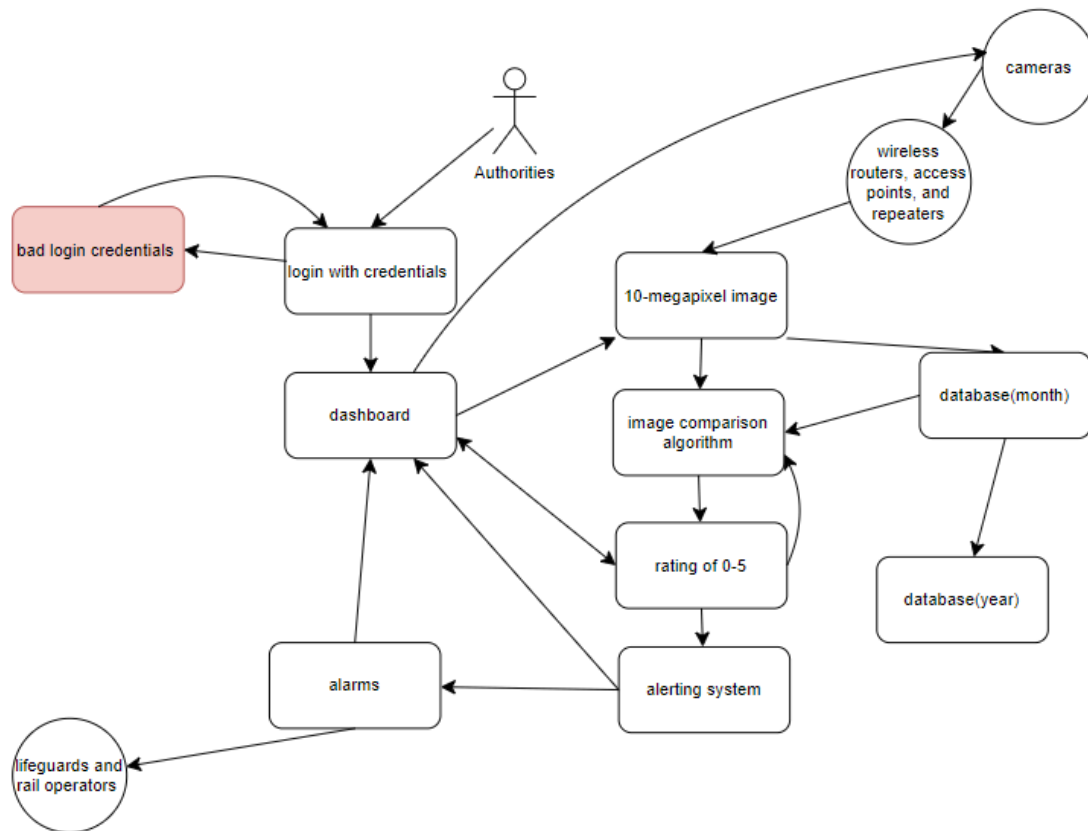 cameras
Authorities
wireless
routers, access
points, and
repeaters
bad login credentials
login with credentials
10-megapixel image
dashboard
image comparison
algorithm
database(month)
rating of 0-5
database(year)
alarms
alerting system
lifeguards and
rail operators